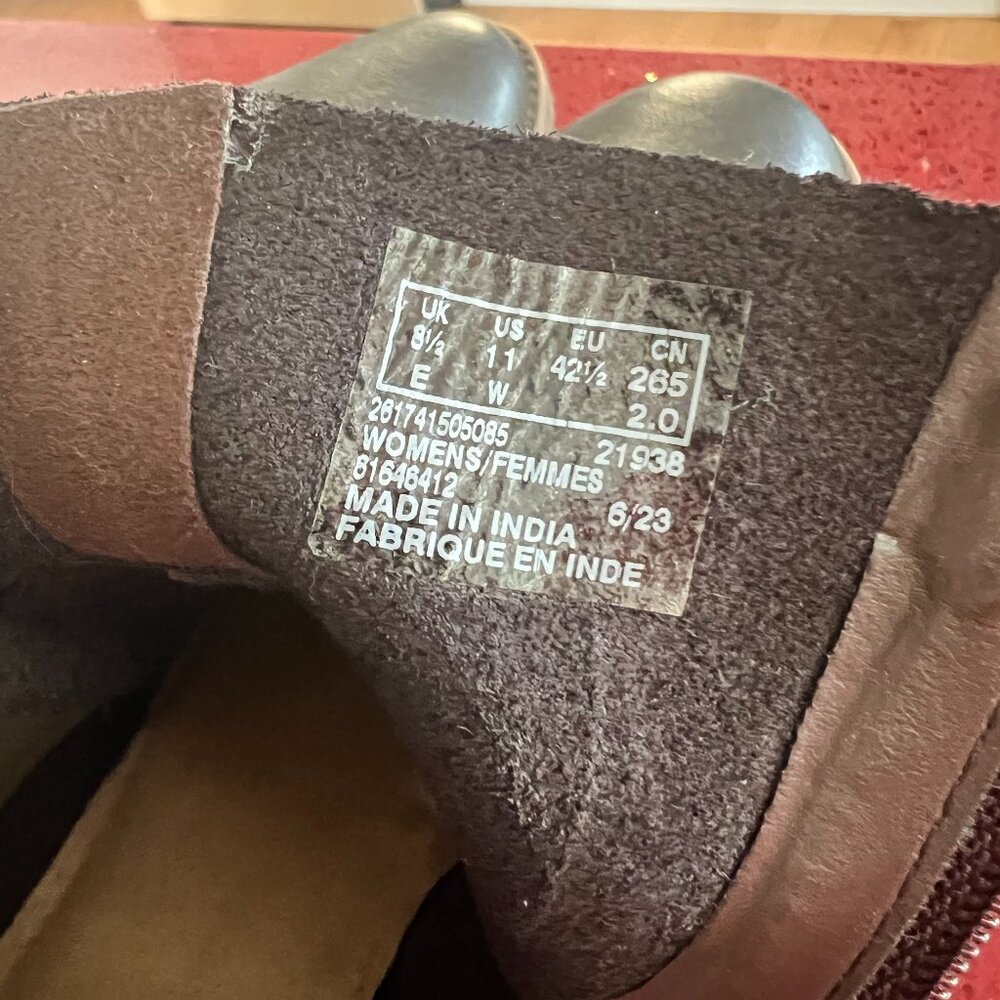 UK US EU CN
8½ 11 42½ 265
E W 2.0
261741505085 21938
WOMENS/FEMMES
81646412 6/23
MADE IN INDIA
FABRIQUE EN INDE